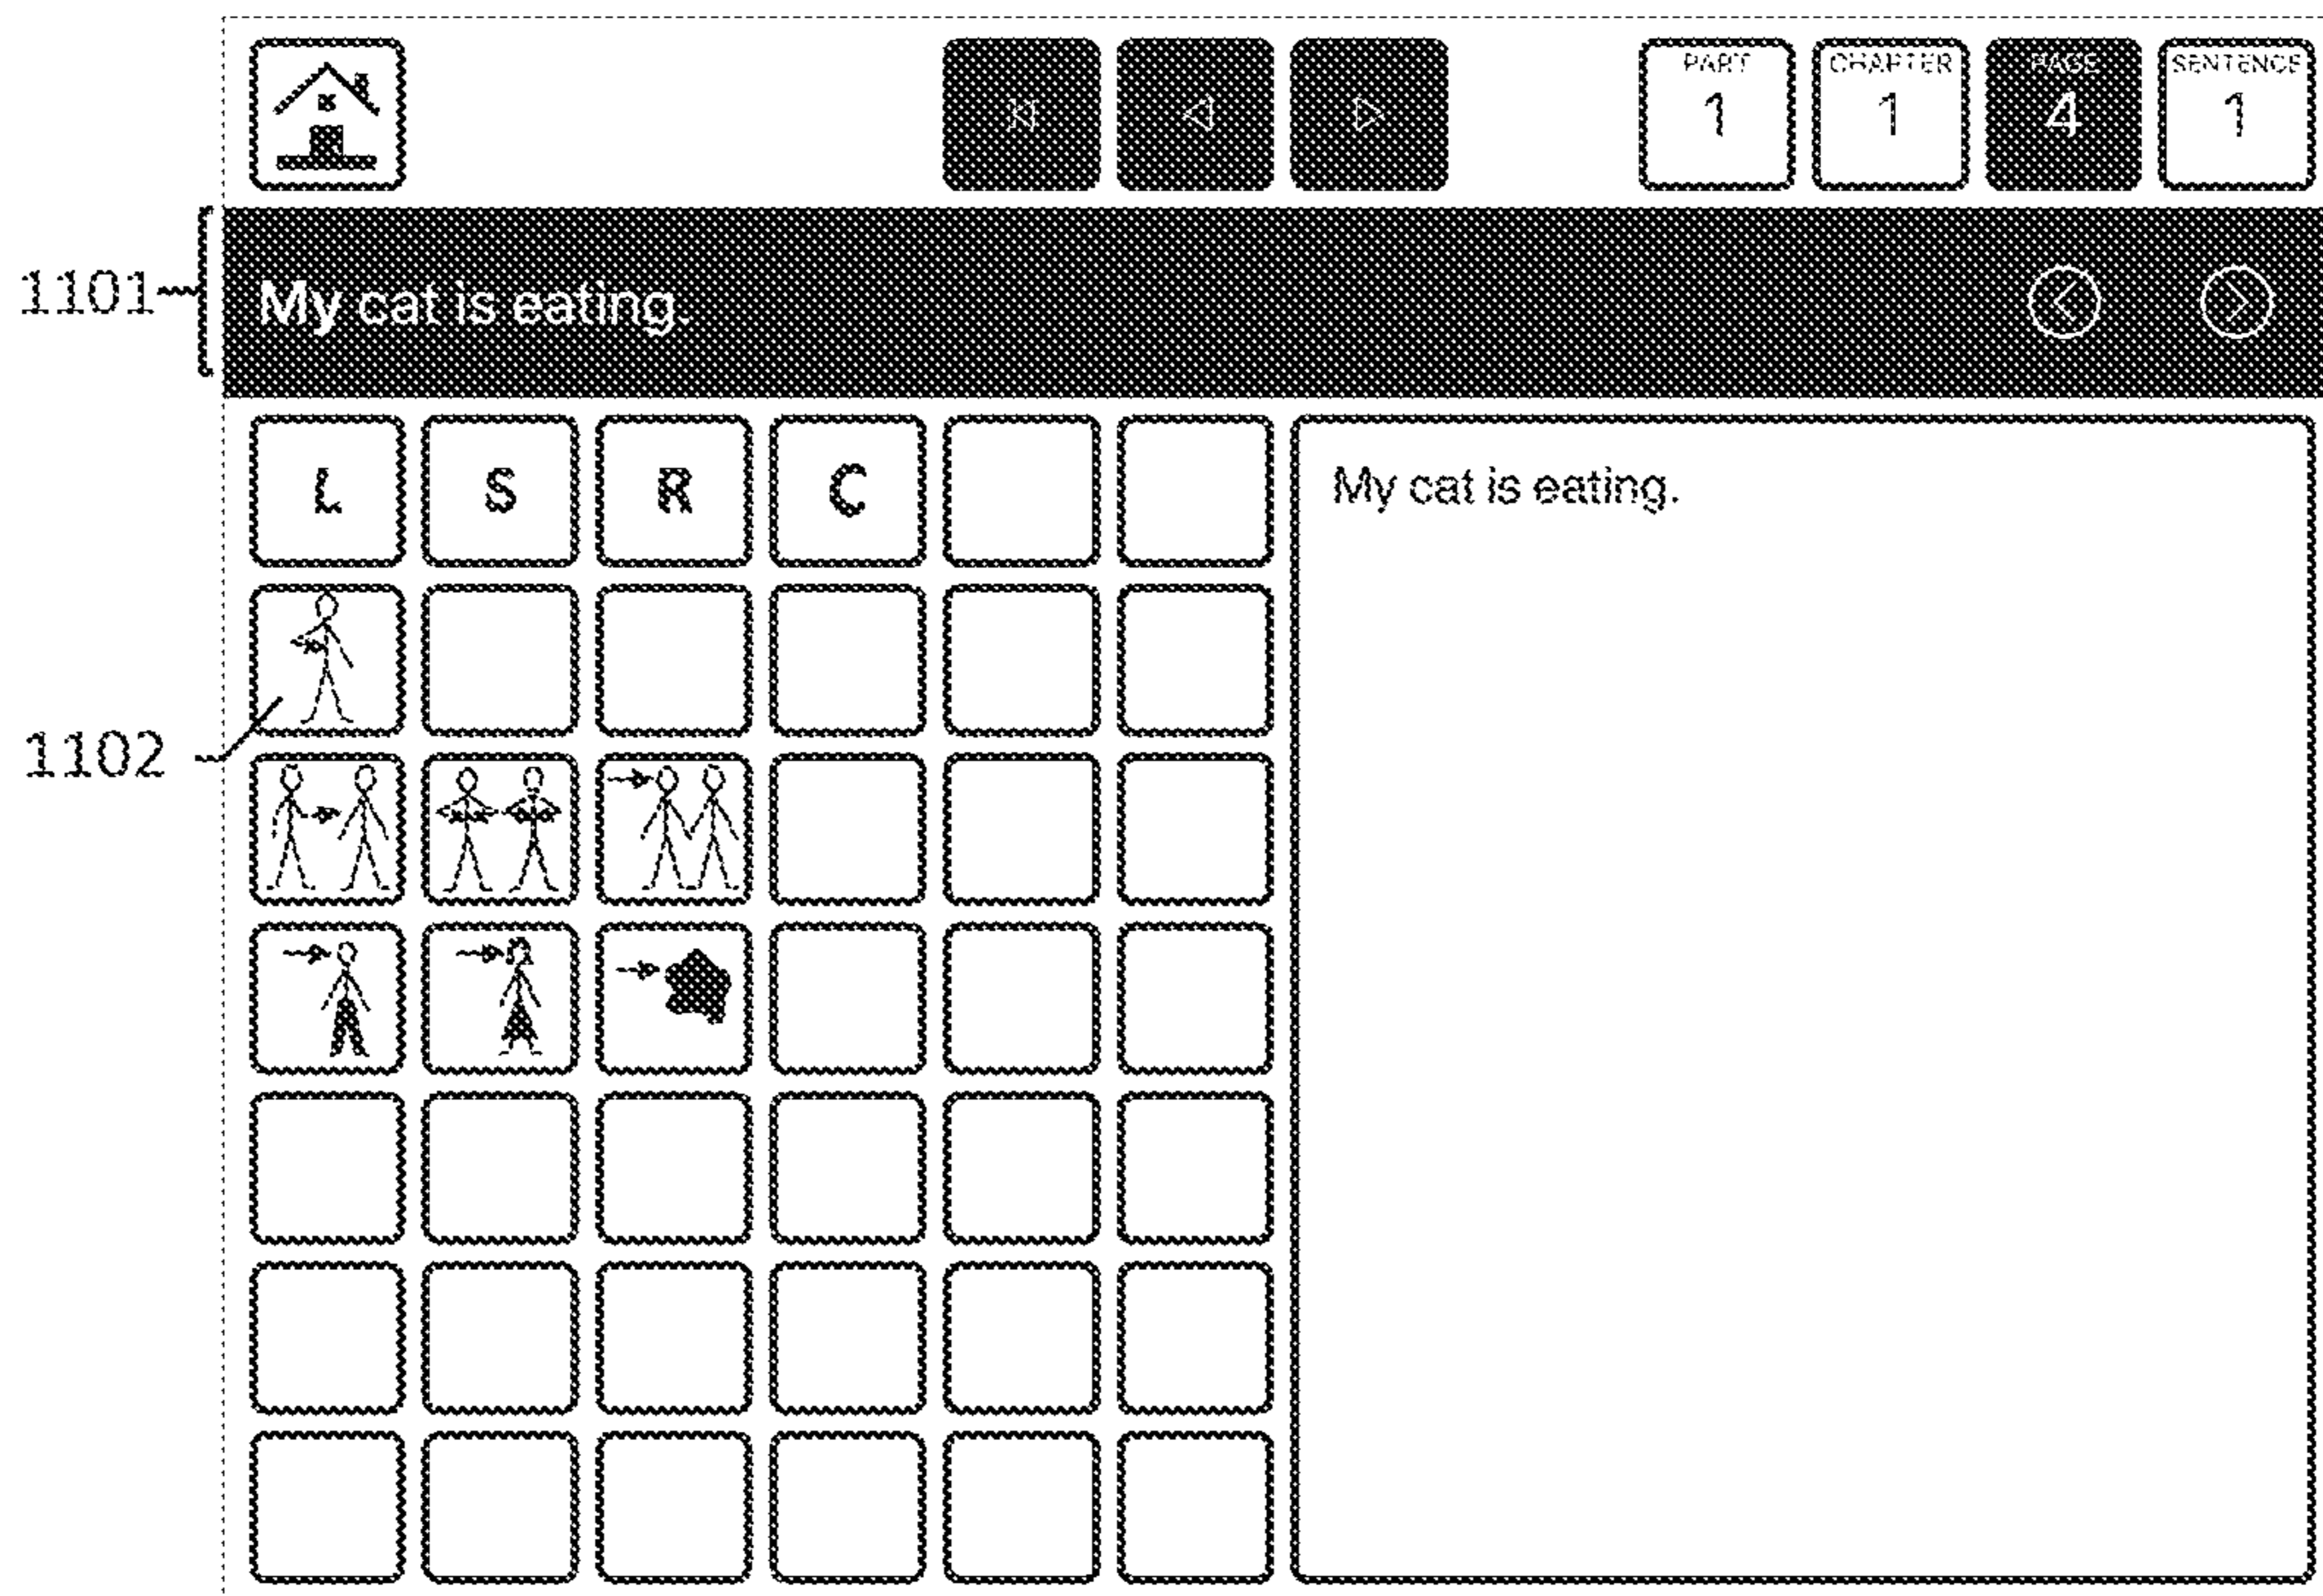 PART CHAPTER PAGE SENTENCE
1 1 4 1
1101
My cat is eating.
L S R C
My cat is eating.
1102